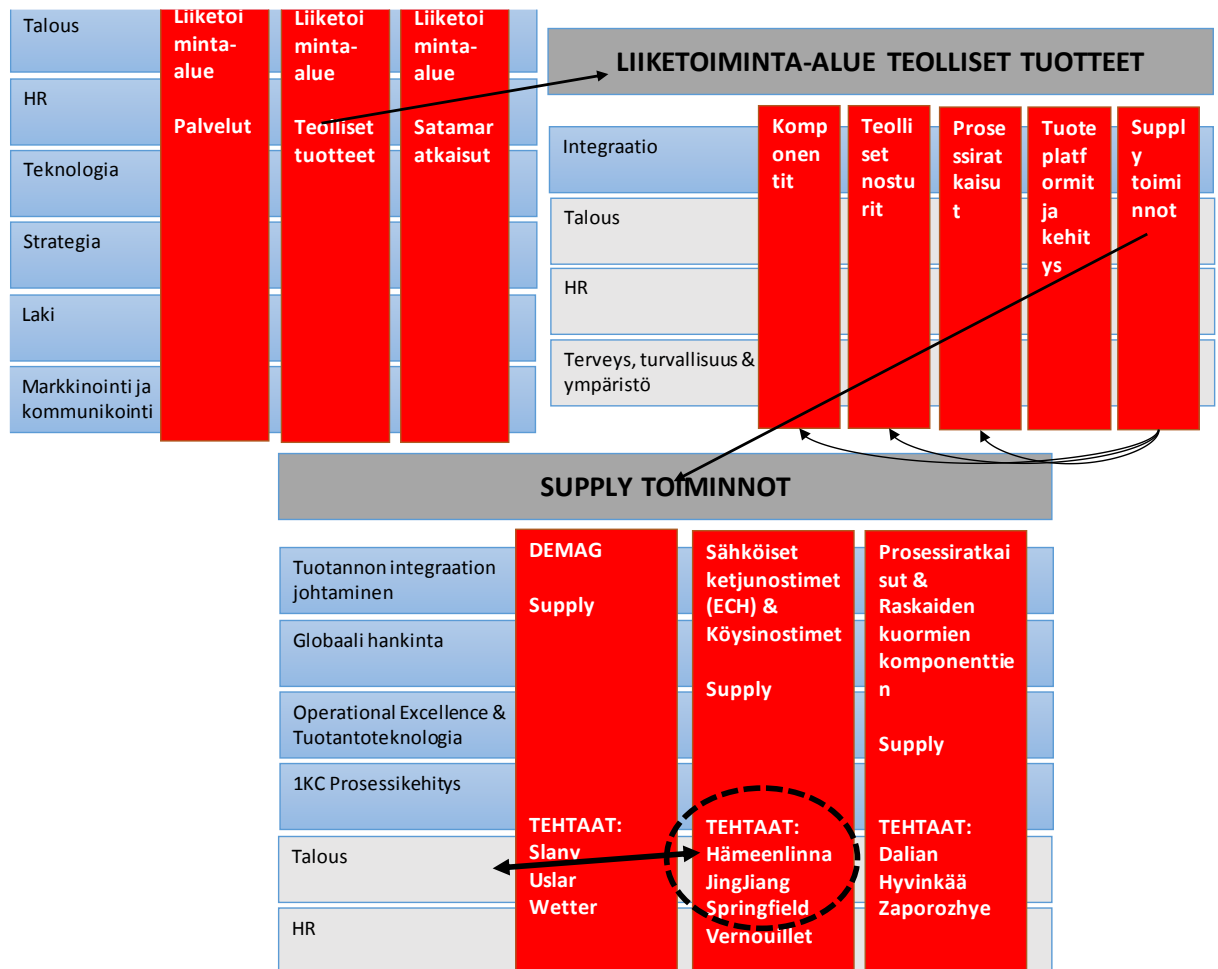 Talous
HR
Teknologia
Strategia
Laki
Markkinointi ja
kommunikointi
Liiketoi
minta-
alue
Palvelut
Liiketoi
minta-
alue
Teolliset
tuotteet
Liiketoi
minta-
alue
Satamar
atkaisut
LIIKETOIMINTA-ALUE TEOLLISET TUOTTEET
Integraatio
Talous
HR
Terveys, turvallisuus &
ympäristö
Komp
onen
tit
Teolli
set
nostu
rit
Prose
ssirat
kaisu
t
Tuote
platf
ormit
ja
kehit
ys
Suppl
y
toimi
nnot
SUPPLY TOIMINNOT
Tuotannon integraation
johtaminen
Globaali hankinta
Operational Excellence &
Tuotantoteknologia
1KC Prosessikehitys
Talous
HR
DEMAG
Supply
TEHTAAT:
Slany
Uslar
Wetter
Sähköiset
ketjunostimet
(ECH) &
Köysinostimet
Supply
TEHTAAT:
Hämeenlinna
JingJiang
Springfield
Vernouillet
Prosessiratkai
sut &
Raskaiden
kuormien
komponenttie
n
Supply
TEHTAAT:
Dalian
Hyvinkää
Zaporozhye